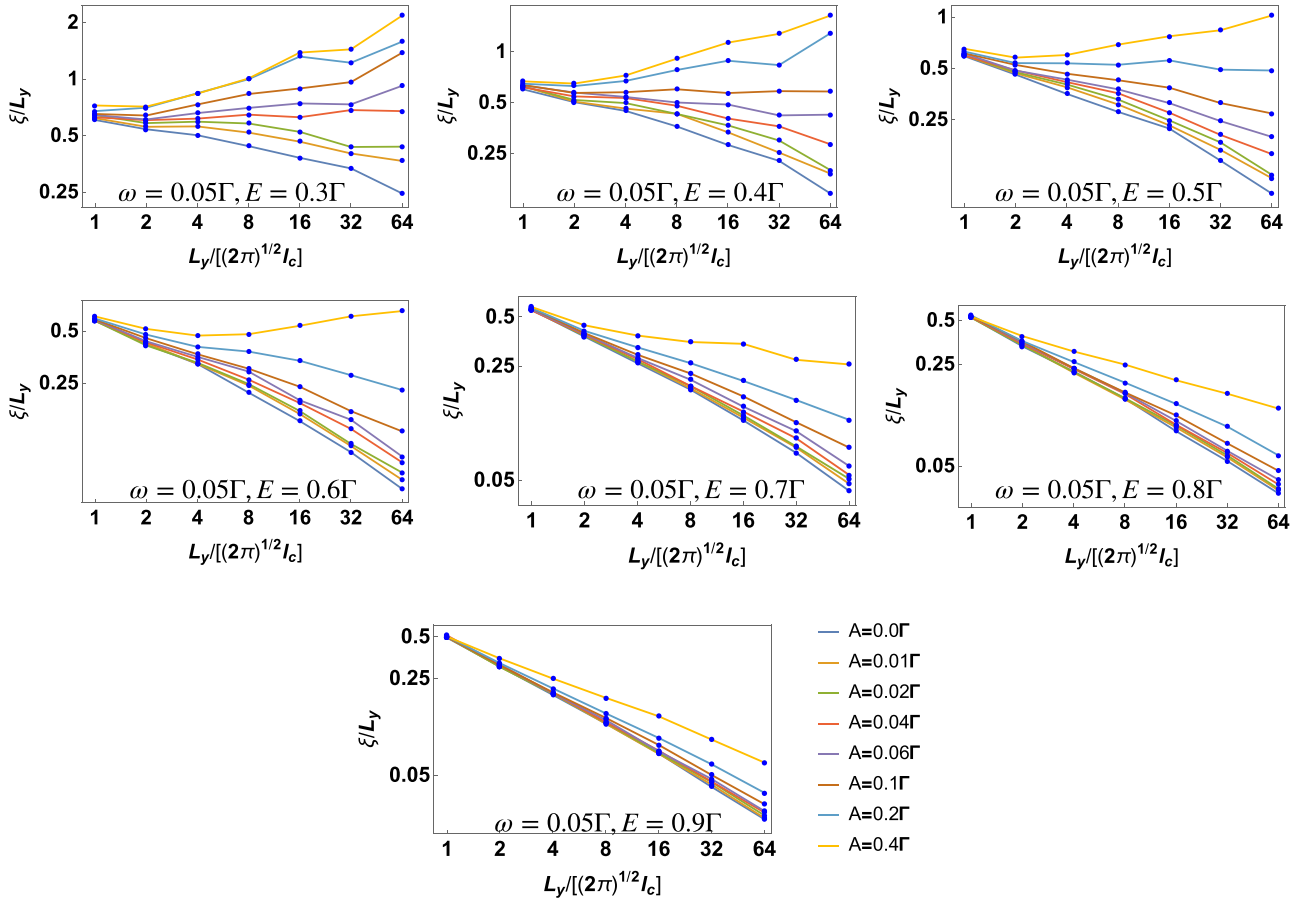 2
1
0.5
0.25
ξ/L_y
ω = 0.05Γ, E = 0.3Γ
1 2 4 8 16 32 64
L_y/[(2π)^{1/2}l_c]
1
0.5
0.25
ξ/L_y
ω = 0.05Γ, E = 0.4Γ
1 2 4 8 16 32 64
L_y/[(2π)^{1/2}l_c]
1
0.5
0.25
ξ/L_y
ω = 0.05Γ, E = 0.5Γ
1 2 4 8 16 32 64
L_y/[(2π)^{1/2}l_c]
0.5
0.25
ξ/L_y
ω = 0.05Γ, E = 0.6Γ
1 2 4 8 16 32 64
L_y/[(2π)^{1/2}l_c]
0.5
0.25
0.05
ξ/L_y
ω = 0.05Γ, E = 0.7Γ
1 2 4 8 16 32 64
L_y/[(2π)^{1/2}l_c]
0.5
0.25
0.05
ξ/L_y
ω = 0.05Γ, E = 0.8Γ
1 2 4 8 16 32 64
L_y/[(2π)^{1/2}l_c]
0.5
0.25
0.05
ξ/L_y
ω = 0.05Γ, E = 0.9Γ
1 2 4 8 16 32 64
L_y/[(2π)^{1/2}l_c]
A=0.0Γ
A=0.01Γ
A=0.02Γ
A=0.04Γ
A=0.06Γ
A=0.1Γ
A=0.2Γ
A=0.4Γ